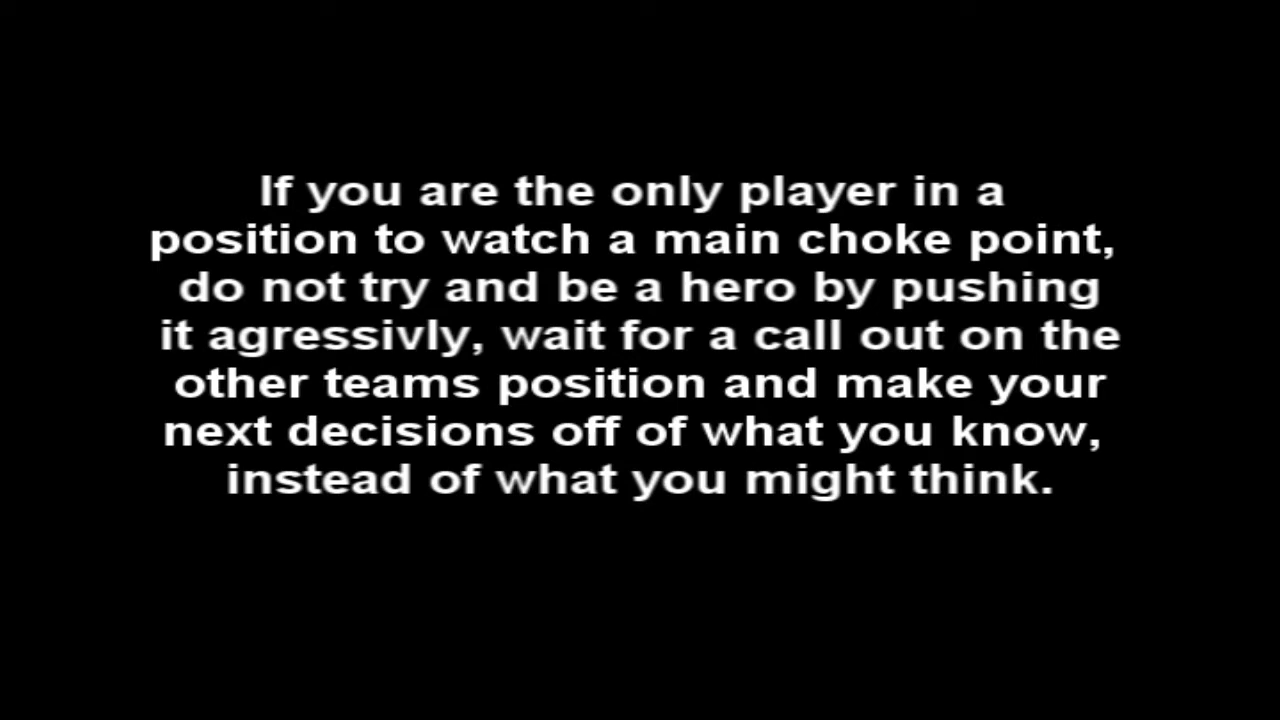 If you are the only player in a
position to watch a main choke point,
do not try and be a hero by pushing
it agressivly, wait for a call out on the
other teams position and make your
next decisions off of what you know,
instead of what you might think.